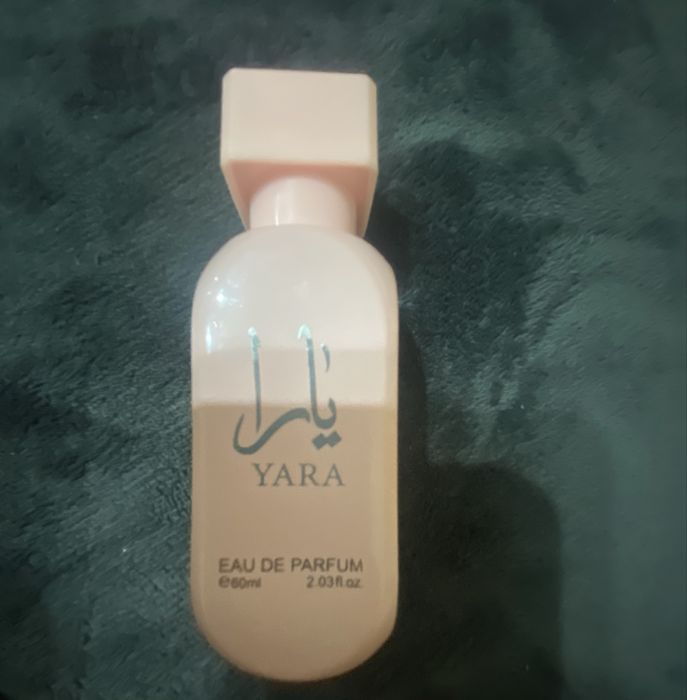 يارا
YARA
EAU DE PARFUM
℮60ml 2.03fl.oz.